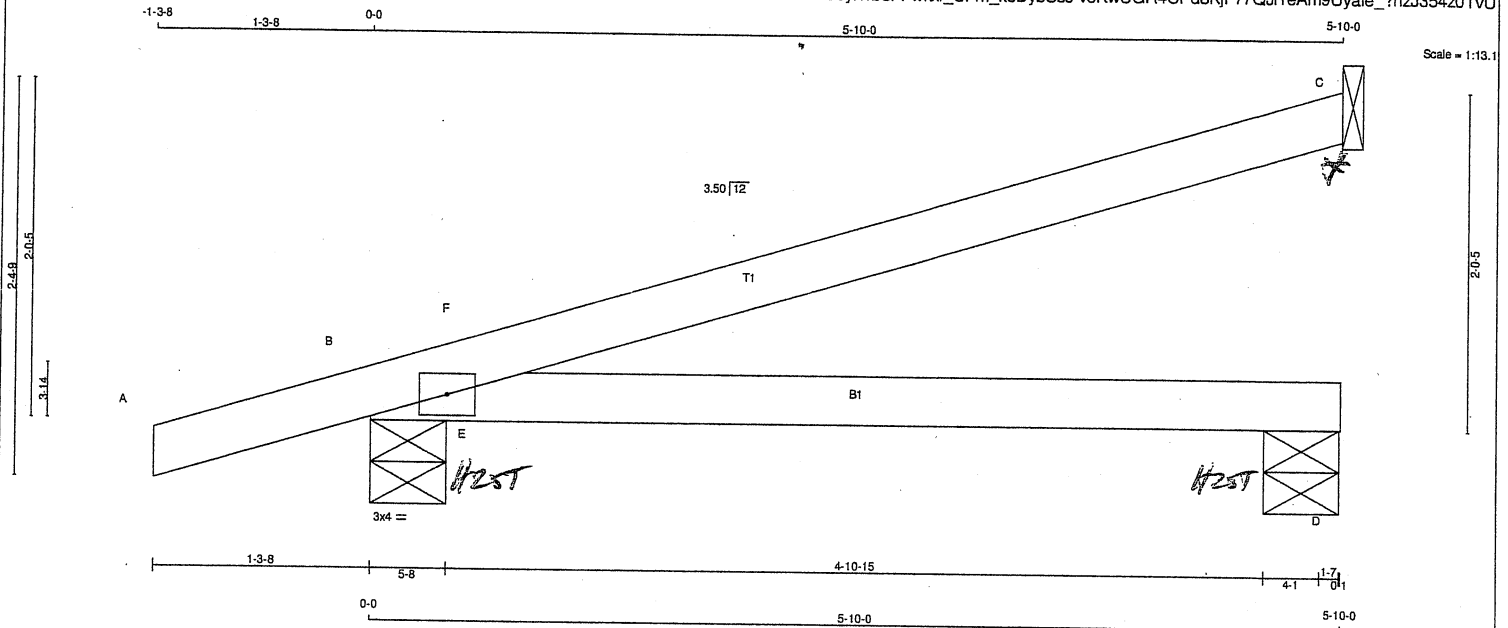 -1-3-8 0-0 5-10-0
1-3-8 5-10-0
Scale = 1:13.1
C
3.50 12
2-4-9
2-0-5
3-14
2-0-5
T1
F
B
A
B1
E
H25T H25T
3x4 =
D
1-3-8 5-8 4-10-15 4-1 1-7 0-1
0-0 5-10-0 5-10-0